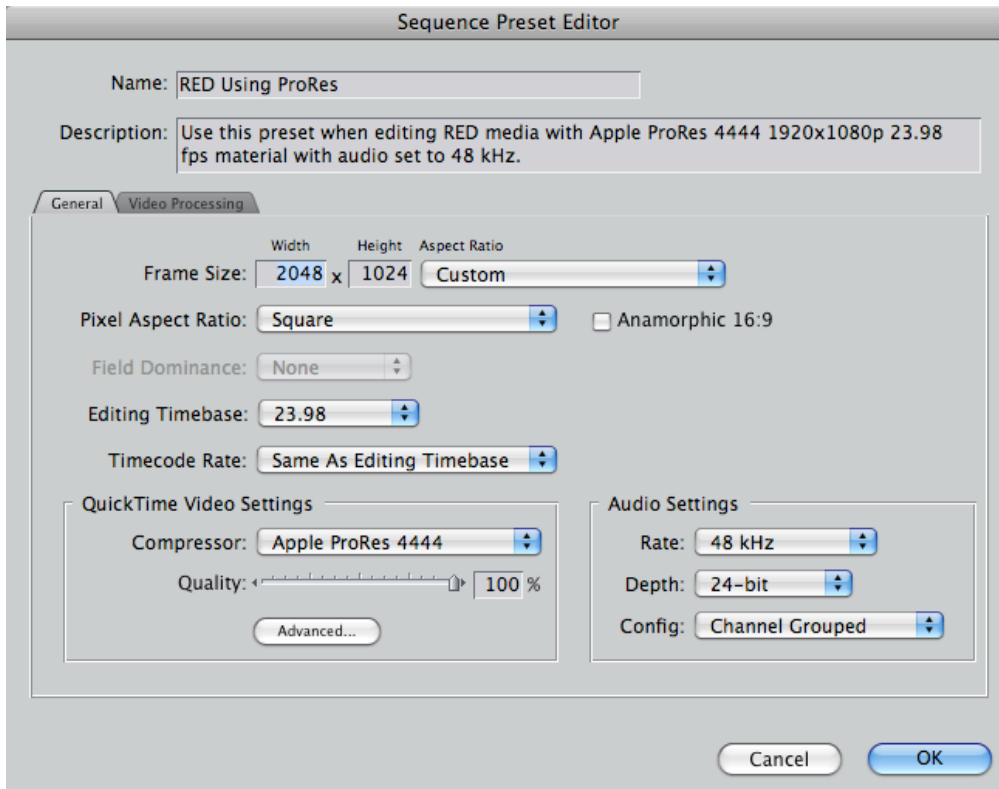 Sequence Preset Editor
Name: RED Using ProRes
Description: Use this preset when editing RED media with Apple ProRes 4444 1920x1080p 23.98
fps material with audio set to 48 kHz.
General Video Processing
Width Height Aspect Ratio
Frame Size: 2048 x 1024 Custom
Pixel Aspect Ratio: Square Anamorphic 16:9
Field Dominance: None
Editing Timebase: 23.98
Timecode Rate: Same As Editing Timebase
QuickTime Video Settings
Compressor: Apple ProRes 4444
Quality: 100 %
Advanced...
Audio Settings
Rate: 48 kHz
Depth: 24-bit
Config: Channel Grouped
Cancel OK